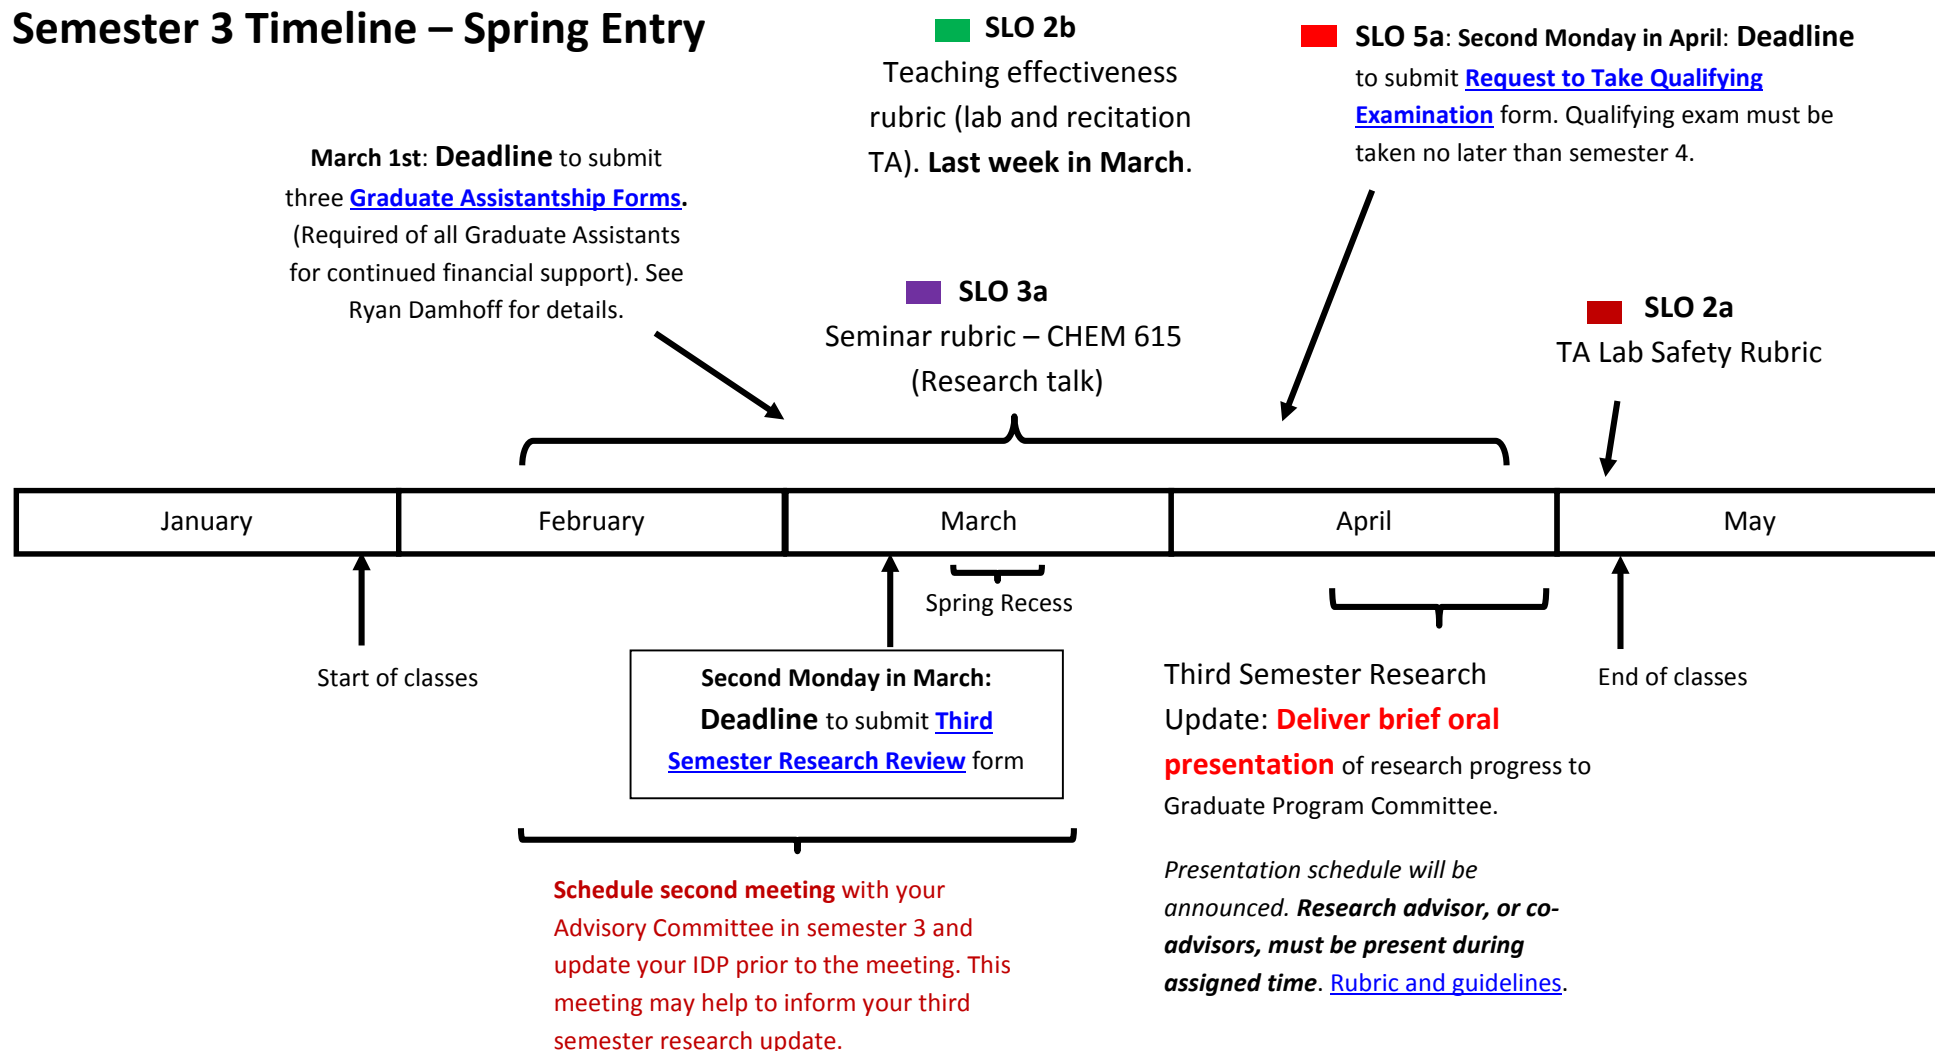 Semester 3 Timeline – Spring Entry
SLO 2b
Teaching effectiveness
rubric (lab and recitation
TA). Last week in March.
SLO 5a: Second Monday in April: Deadline
to submit Request to Take Qualifying
Examination form. Qualifying exam must be
taken no later than semester 4.
March 1st: Deadline to submit
three Graduate Assistantship Forms.
(Required of all Graduate Assistants
for continued financial support). See
Ryan Damhoff for details.
SLO 3a
Seminar rubric – CHEM 615
(Research talk)
SLO 2a
TA Lab Safety Rubric
January
February
March
April
May
Spring Recess
Start of classes
Second Monday in March:
Deadline to submit Third
Semester Research Review form
Third Semester Research
Update: Deliver brief oral
presentation of research progress to
Graduate Program Committee.
End of classes
Presentation schedule will be
announced. Research advisor, or co-
advisors, must be present during
assigned time. Rubric and guidelines.
Schedule second meeting with your
Advisory Committee in semester 3 and
update your IDP prior to the meeting. This
meeting may help to inform your third
semester research update.